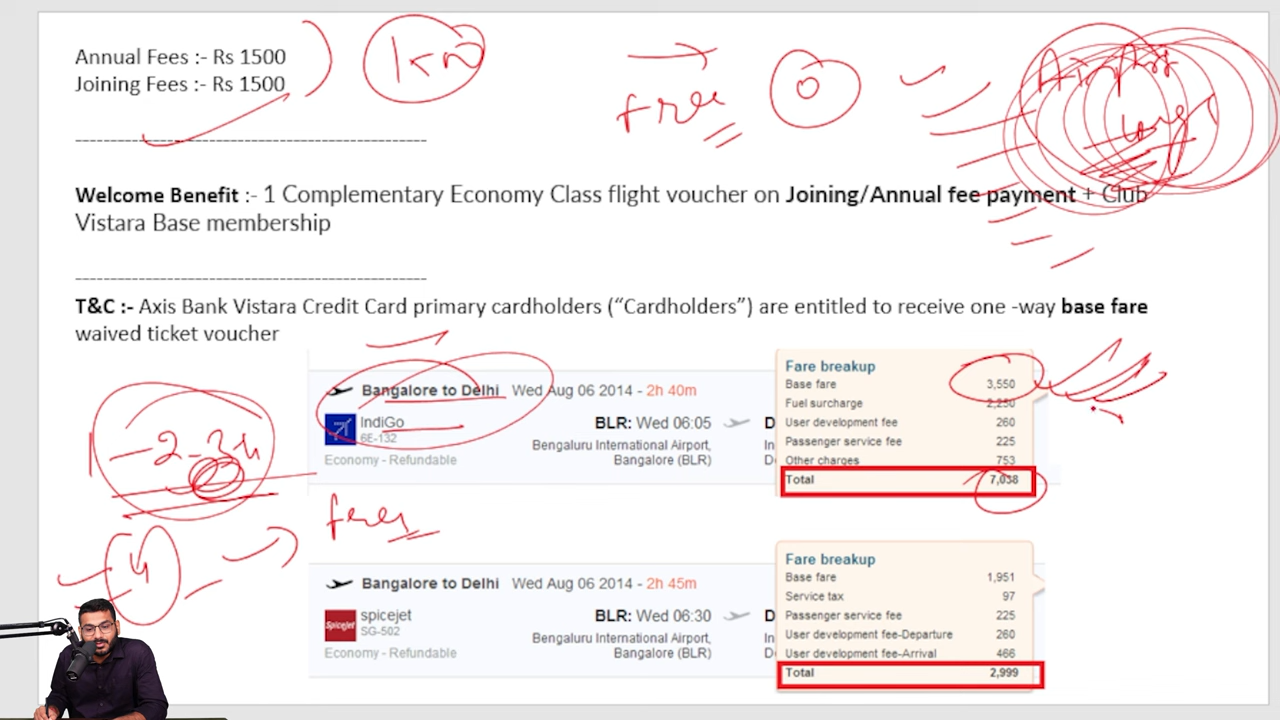 Annual Fees :- Rs 1500
Joining Fees :- Rs 1500
free 0
------------------------------------------------
Welcome Benefit :- 1 Complementary Economy Class flight voucher on Joining/Annual fee payment + Club
Vistara Base membership
------------------------------------------------
T&C :- Axis Bank Vistara Credit Card primary cardholders (“Cardholders”) are entitled to receive one -way base fare
waived ticket voucher
Bangalore to Delhi Wed Aug 06 2014 - 2h 40m
IndiGo BLR: Wed 06:05 D
6E-132
Bengaluru International Airport,
Economy - Refundable Bangalore (BLR)
Fare breakup
Base fare 3,550
Fuel surcharge 2,250
User development fee 260
Passenger service fee 225
Other charges 753
Total 7,038
4
Bangalore to Delhi Wed Aug 06 2014 - 2h 45m
spicejet BLR: Wed 06:30 D
Spicejet SG-502
Bengaluru International Airport,
Economy - Refundable Bangalore (BLR)
Fare breakup
Base fare 1,951
Service tax 97
Passenger service fee 225
User development fee-Departure 260
User development fee-Arrival 466
Total 2,999